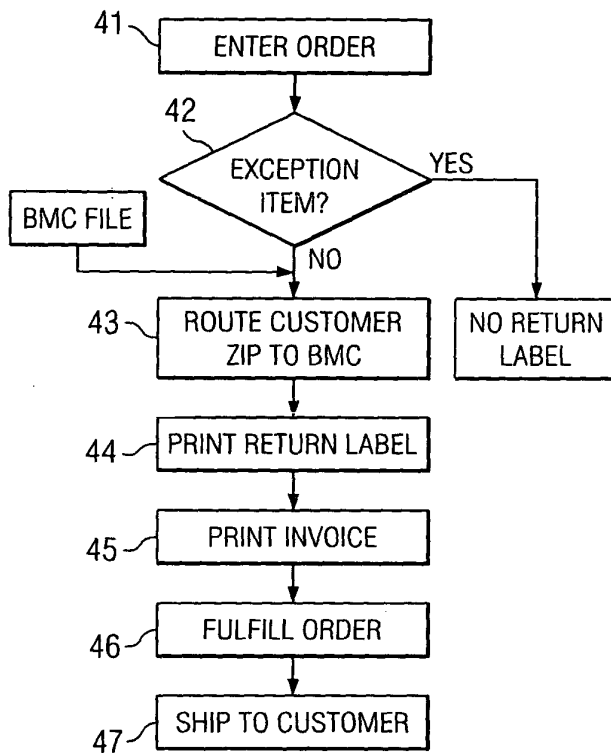 41
ENTER ORDER
42
EXCEPTION
ITEM?
YES
BMC FILE
NO
43
ROUTE CUSTOMER
ZIP TO BMC
NO RETURN
LABEL
44
PRINT RETURN LABEL
45
PRINT INVOICE
46
FULFILL ORDER
47
SHIP TO CUSTOMER